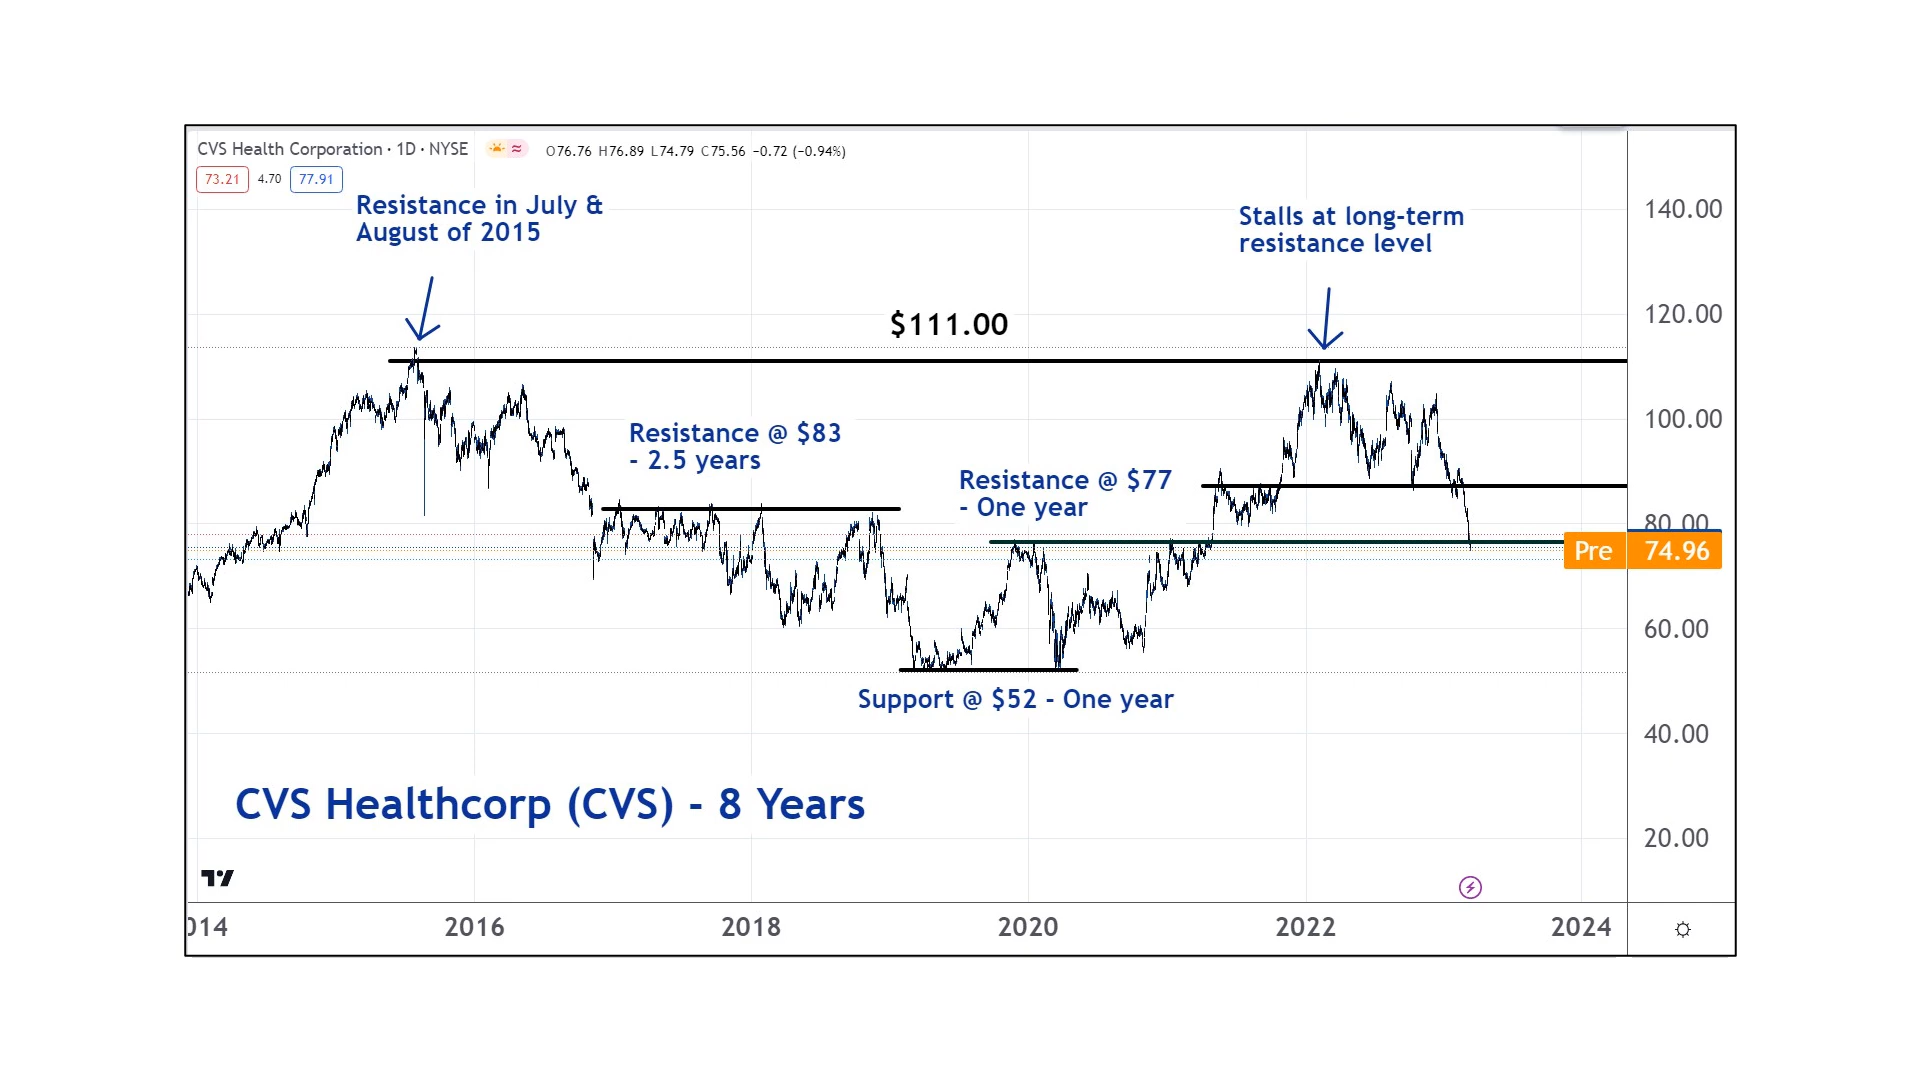 CVS Health Corporation · 1D · NYSE ≈ O76.76 H76.89 L74.79 C75.56 −0.72 (−0.94%)
73.21 4.70 77.91
Resistance in July &
August of 2015
Stalls at long-term
resistance level
$111.00
Resistance @ $83
- 2.5 years
Resistance @ $77
- One year
Support @ $52 - One year
CVS Healthcorp (CVS) - 8 Years
140.00
120.00
100.00
80.00
Pre 74.96
60.00
40.00
20.00
014 2016 2018 2020 2022 2024